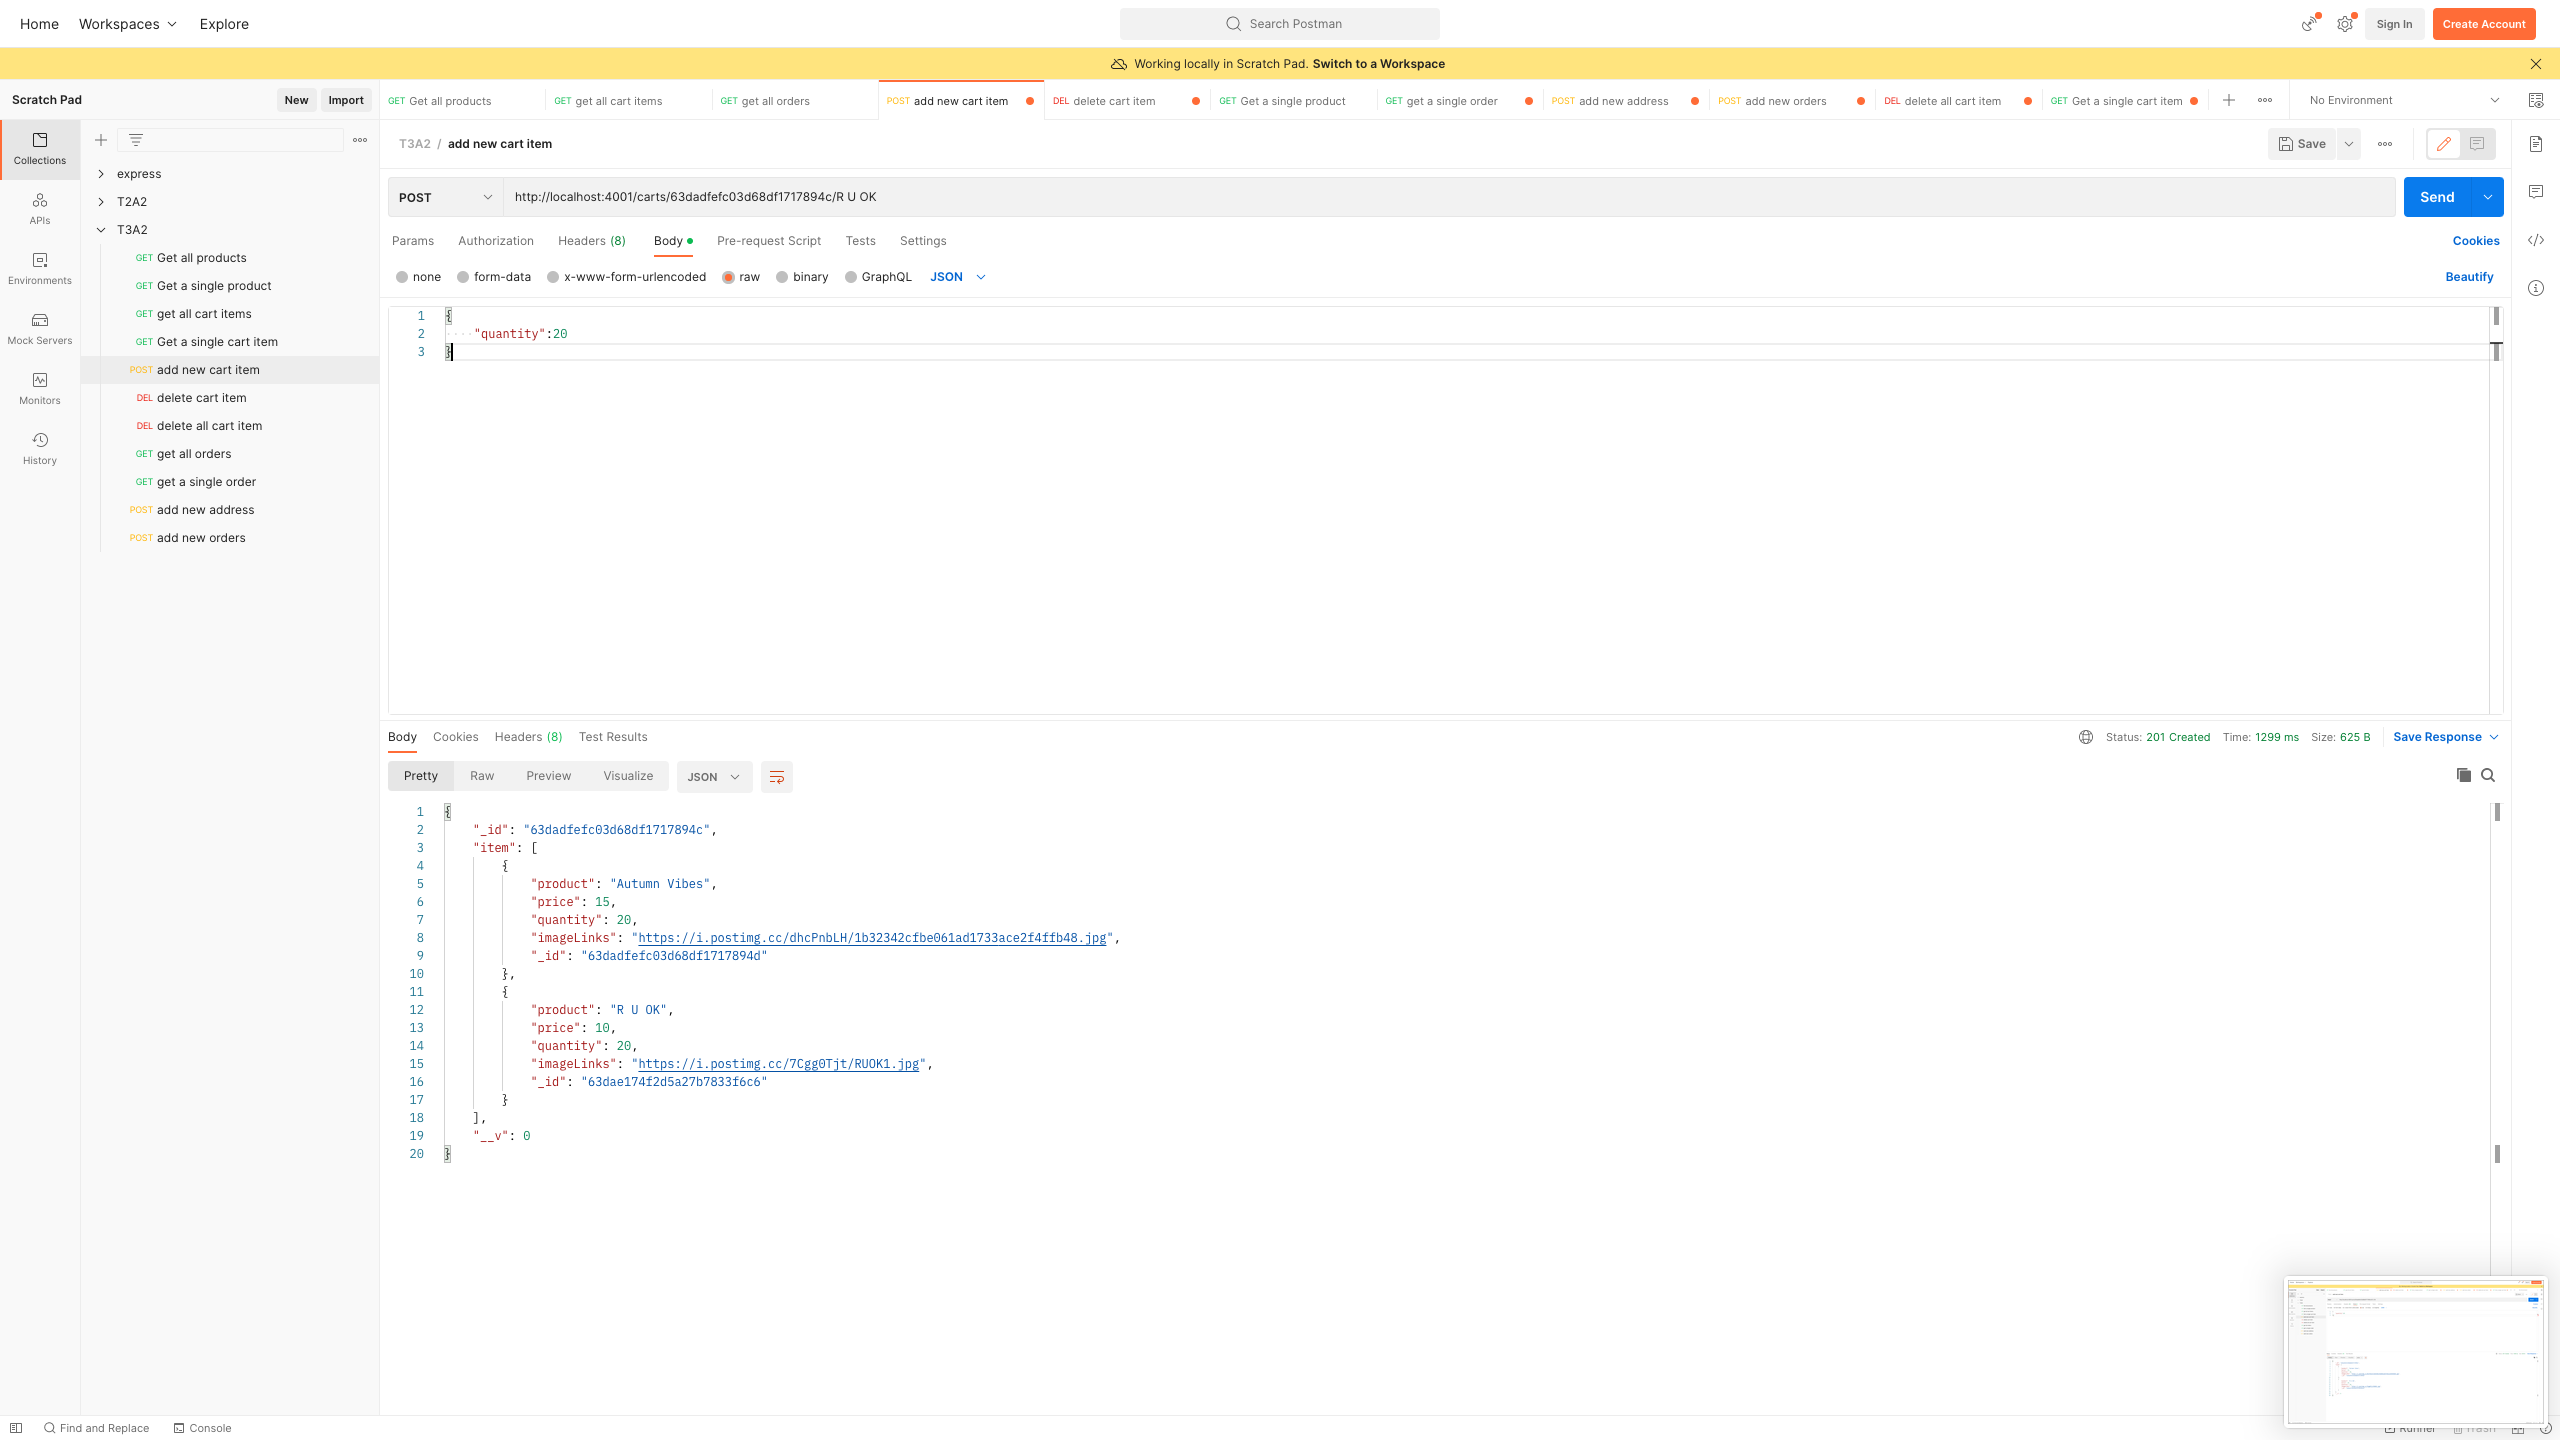 Home Workspaces Explore Search Postman Sign In Create Account
Working locally in Scratch Pad. Switch to a Workspace
Scratch Pad New Import GET Get all products GET get all cart items GET get all orders POST add new cart item DEL delete cart item GET Get a single product GET get a single order POST add new address POST add new orders DEL delete all cart item GET Get a single cart item No Environment
Collections
APIs
Environments
Mock Servers
Monitors
History
express
T2A2
T3A2
GET Get all products
GET Get a single product
GET get all cart items
GET Get a single cart item
POST add new cart item
DEL delete cart item
DEL delete all cart item
GET get all orders
GET get a single order
POST add new address
POST add new orders
T3A2 / add new cart item Save
POST http://localhost:4001/carts/63dadfefc03d68df1717894c/R U OK Send
Params Authorization Headers (8) Body Pre-request Script Tests Settings Cookies
none form-data x-www-form-urlencoded raw binary GraphQL JSON Beautify
1 {
2 "quantity":20
3 }
Body Cookies Headers (8) Test Results Status: 201 Created Time: 1299 ms Size: 625 B Save Response
Pretty Raw Preview Visualize JSON
1 {
2 "_id": "63dadfefc03d68df1717894c",
3 "item": [
4 {
5 "product": "Autumn Vibes",
6 "price": 15,
7 "quantity": 20,
8 "imageLinks": "https://i.postimg.cc/dhcPnbLH/1b32342cfbe061ad1733ace2f4ffb48.jpg",
9 "_id": "63dadfefc03d68df1717894d"
10 },
11 {
12 "product": "R U OK",
13 "price": 10,
14 "quantity": 20,
15 "imageLinks": "https://i.postimg.cc/7Cgg0Tjt/RUOK1.jpg",
16 "_id": "63dae174f2d5a27b7833f6c6"
17 }
18 ],
19 "__v": 0
20 }
Find and Replace Console Runner Trash